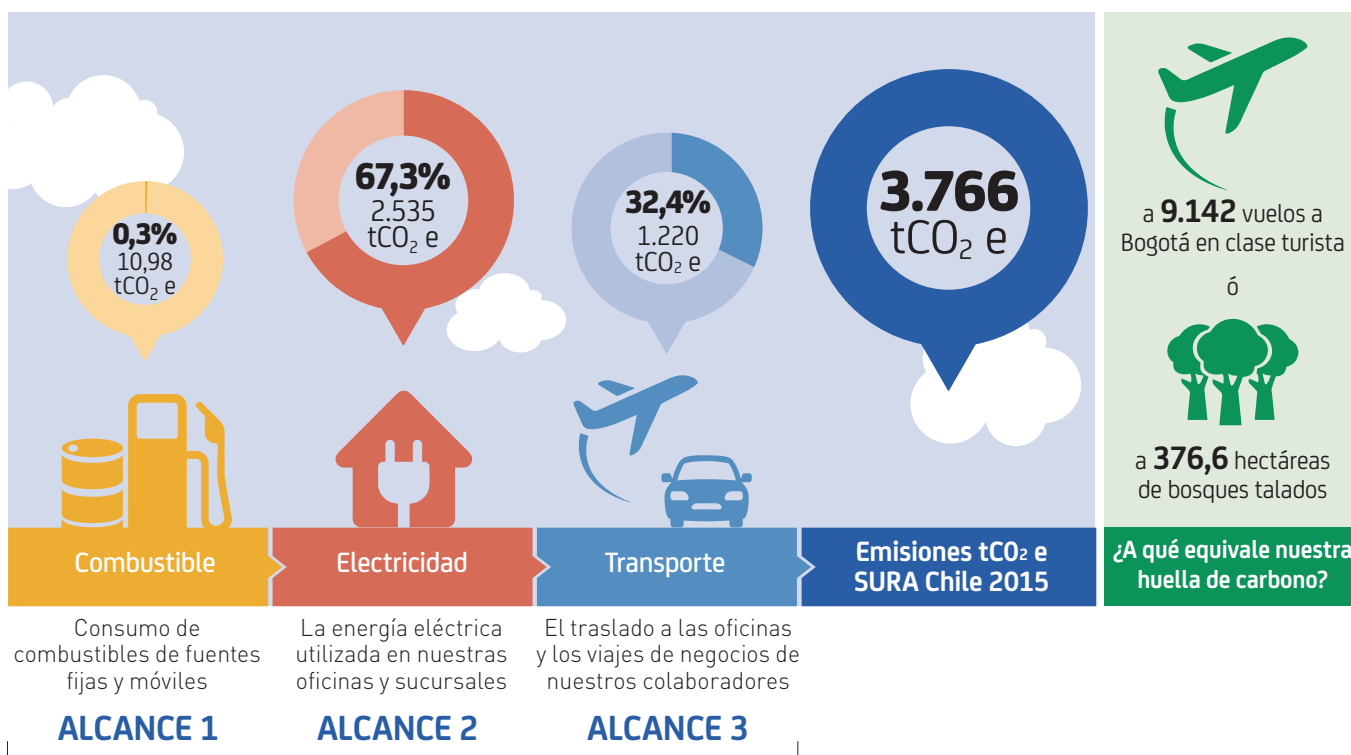 0,3%
10,98
tCO₂ e
67,3%
2.535
tCO₂ e
32,4%
1.220
tCO₂ e
3.766
tCO₂ e
a 9.142 vuelos a
Bogotá en clase turista
ó
a 376,6 hectáreas
de bosques talados
Combustible
Electricidad
Transporte
Emisiones tCO₂ e
SURA Chile 2015
¿A qué equivale nuestra
huella de carbono?
Consumo de
combustibles de fuentes
fijas y móviles
ALCANCE 1
La energía eléctrica
utilizada en nuestras
oficinas y sucursales
ALCANCE 2
El traslado a las oficinas
y los viajes de negocios de
nuestros colaboradores
ALCANCE 3